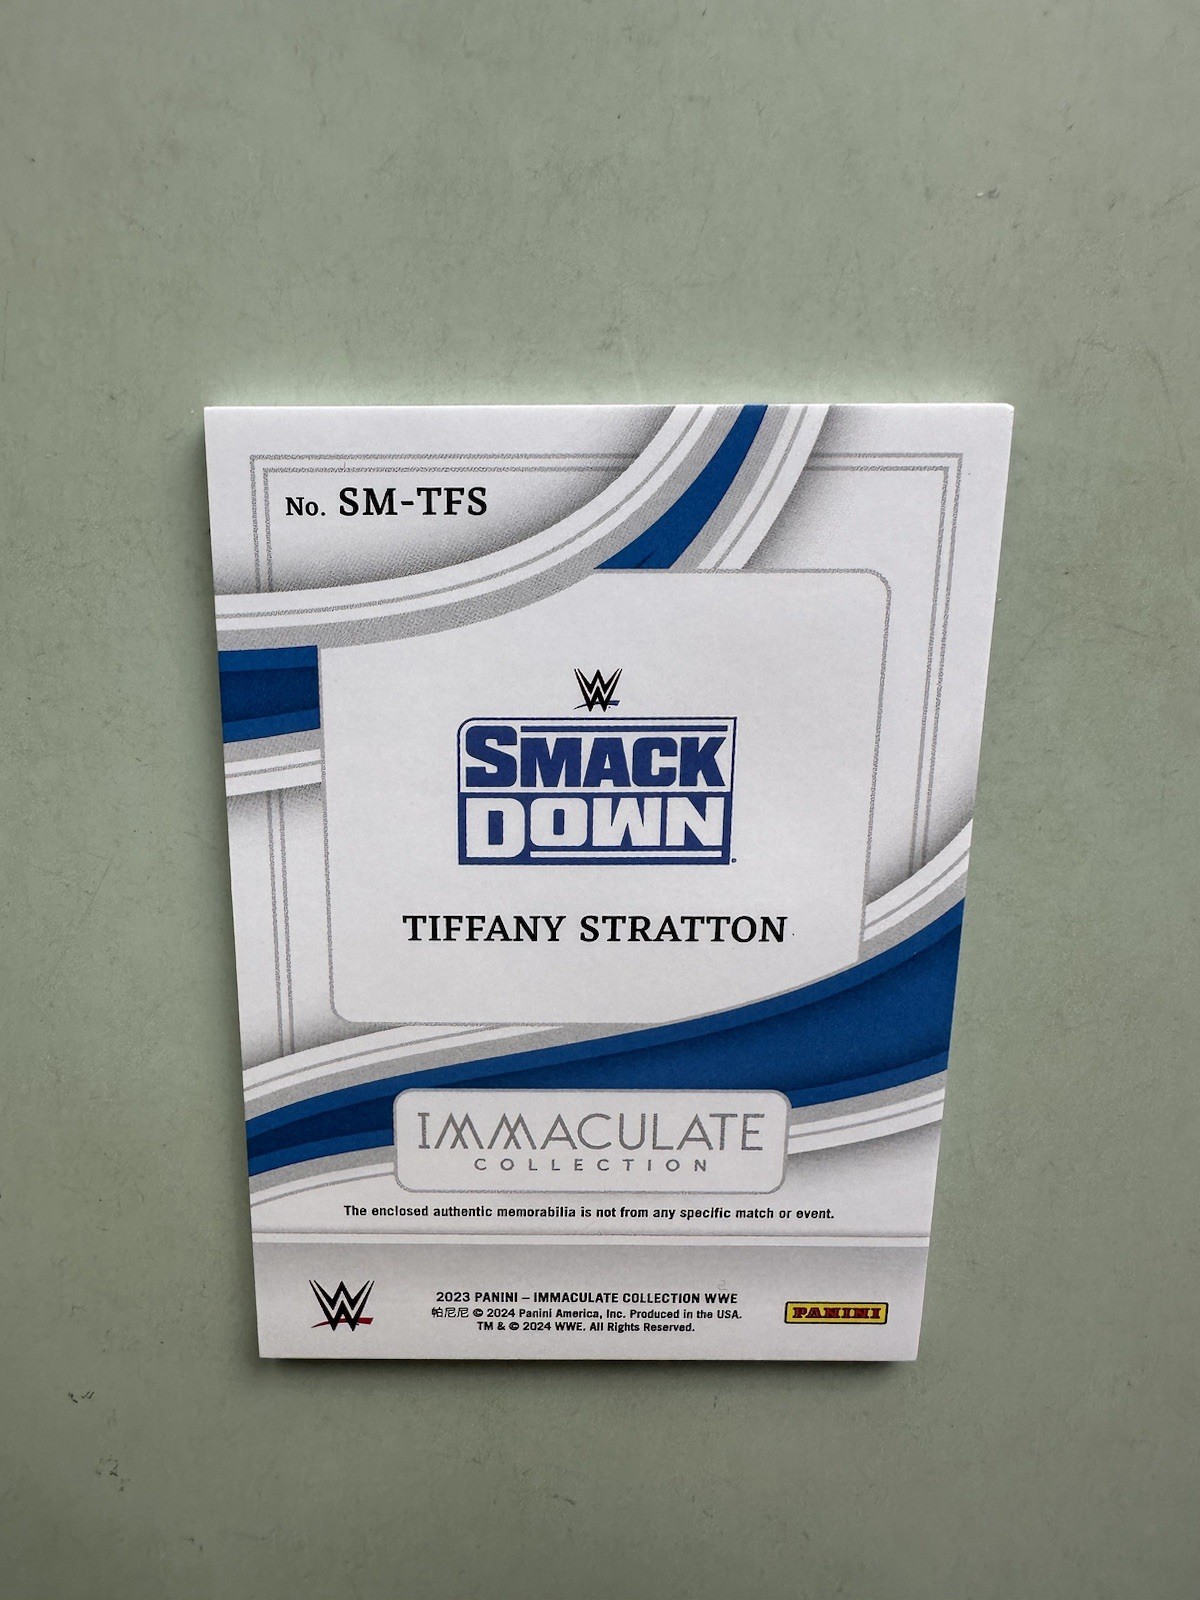 No. SM-TFS
W
SMACK
DOWN
TIFFANY STRATTON
IMMACULATE
COLLECTION
The enclosed authentic memorabilia is not from any specific match or event.
W
2023 PANINI – IMMACULATE COLLECTION WWE
帕尼尼 © 2024 Panini America, Inc. Produced in the USA.
TM & © 2024 WWE. All Rights Reserved.
PANINI